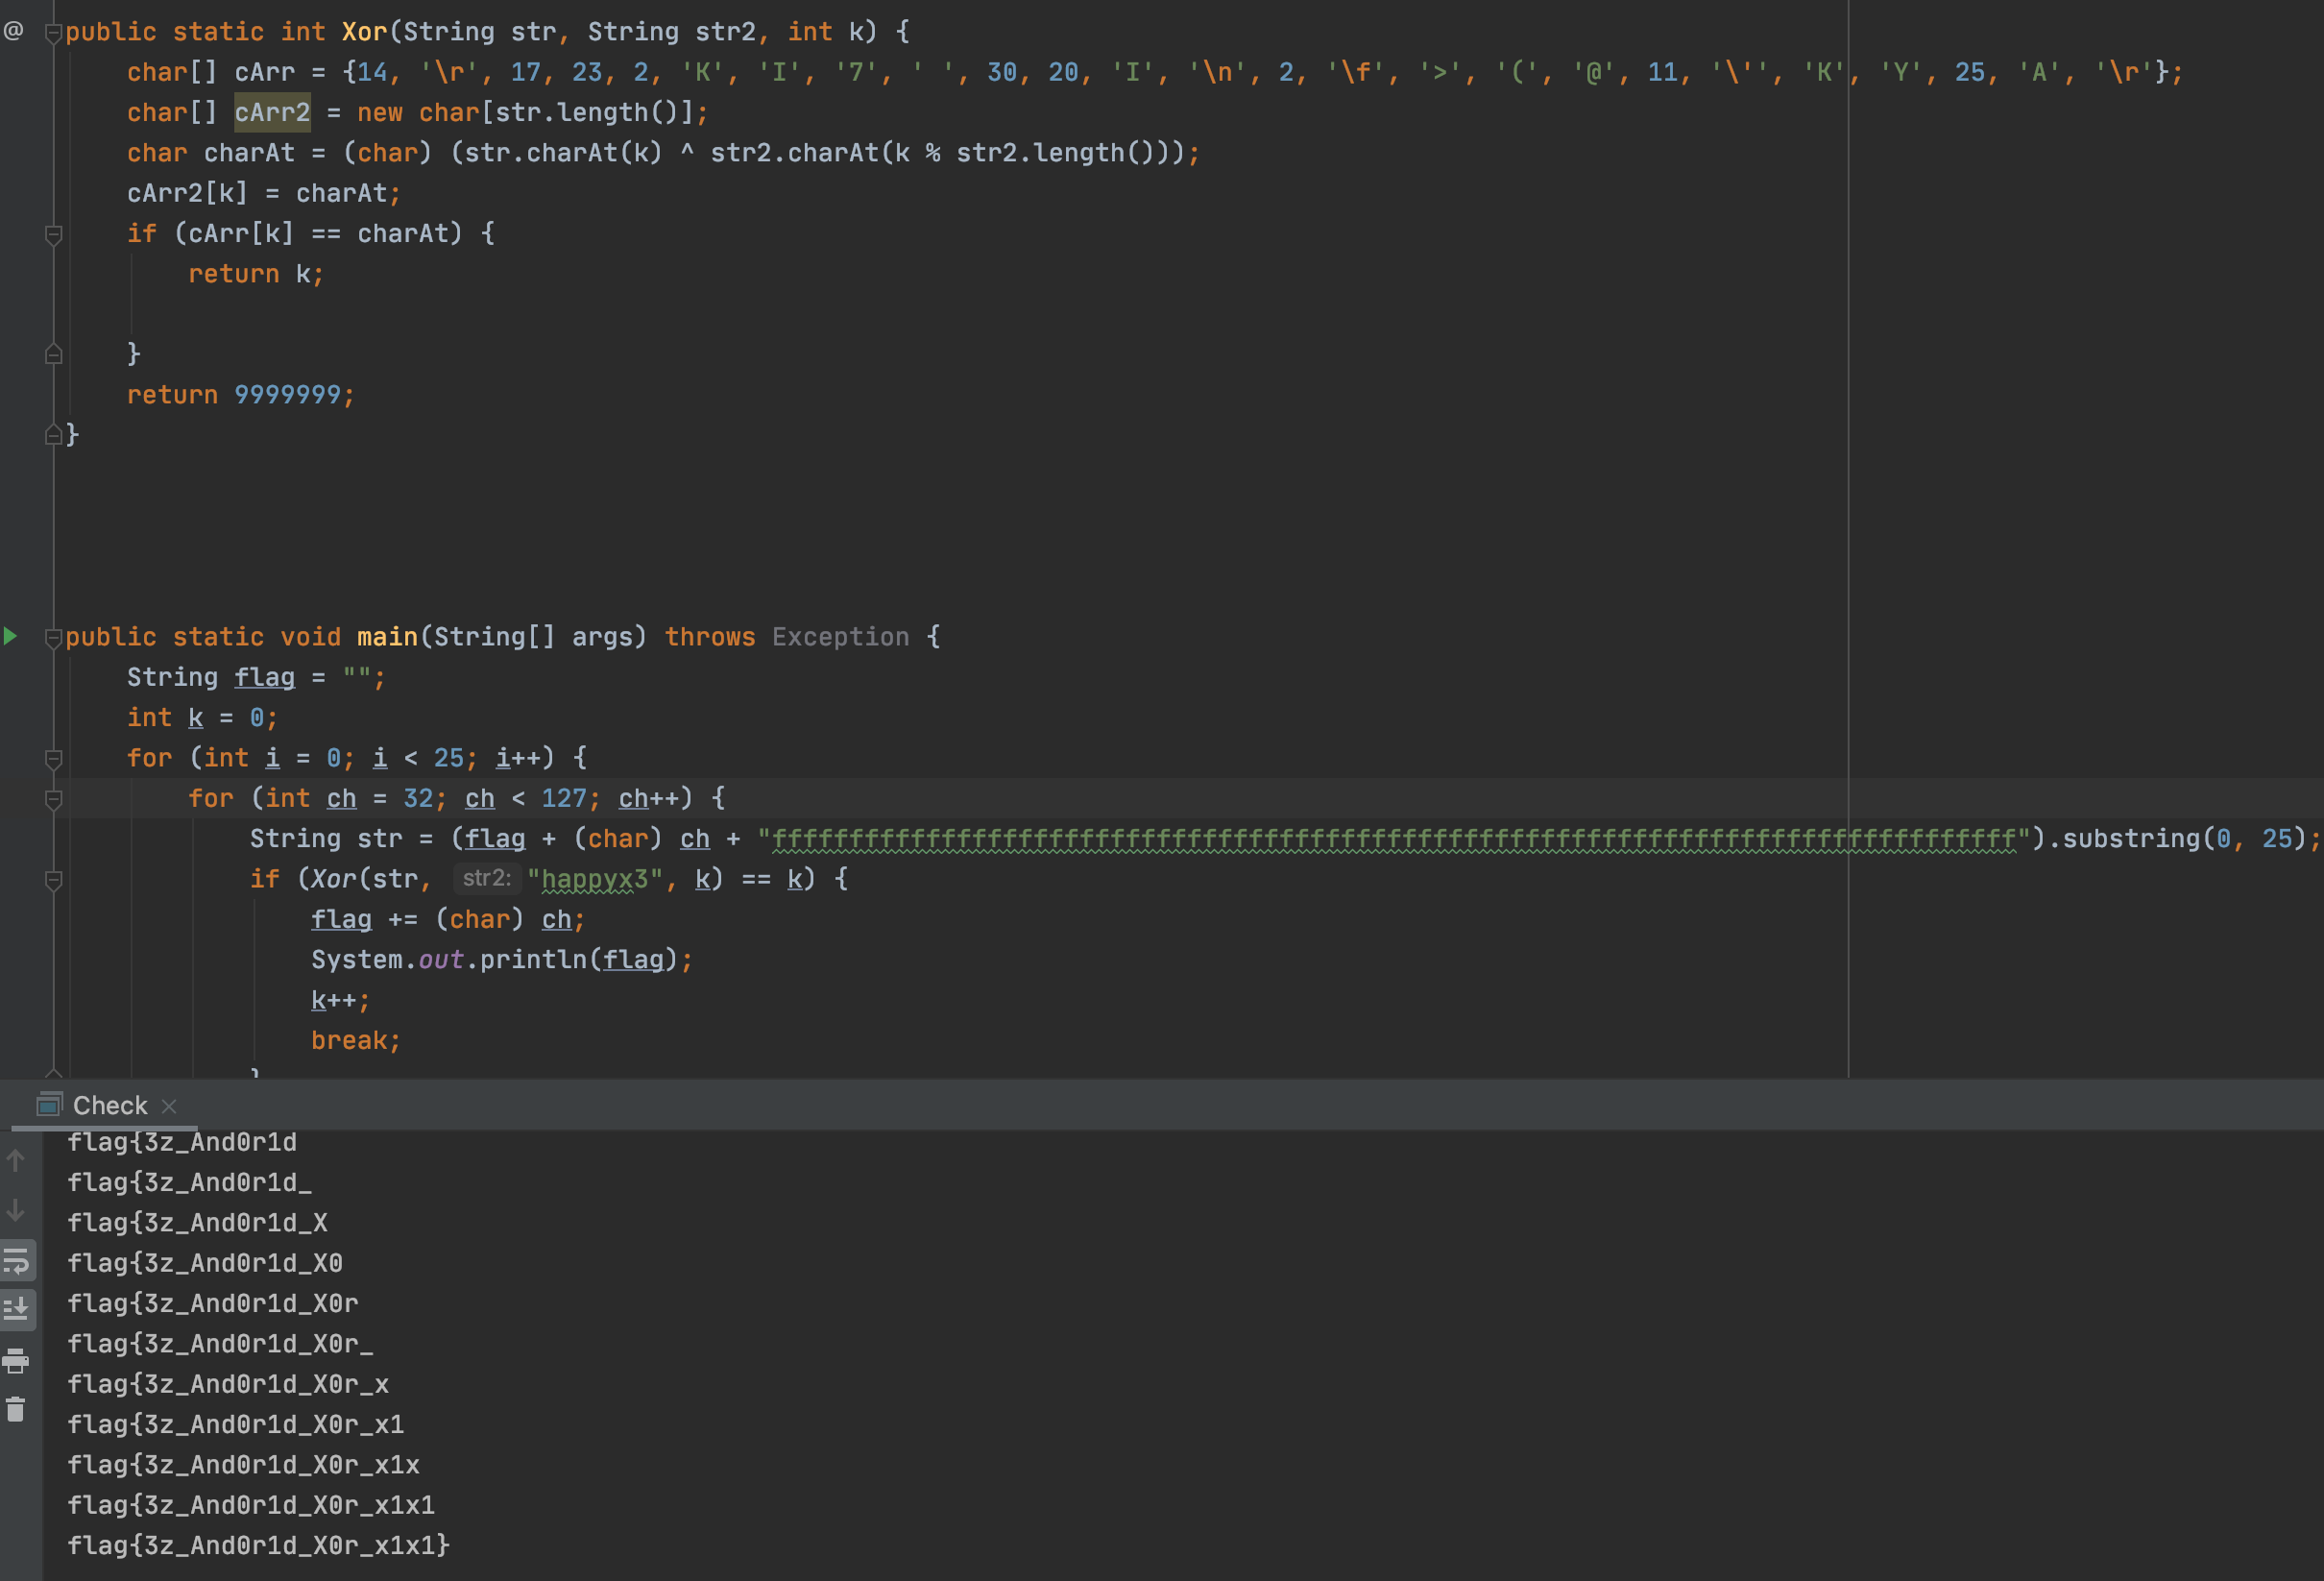 @ public static int Xor(String str, String str2, int k) {
    char[] cArr = {14, '\r', 17, 23, 2, 'K', 'I', '7', ' ', 30, 20, 'I', '\n', 2, '\f', '>', '(', '@', 11, '\'', 'K', 'Y', 25, 'A', '\r'};
    char[] cArr2 = new char[str.length()];
    char charAt = (char) (str.charAt(k) ^ str2.charAt(k % str2.length()));
    cArr2[k] = charAt;
    if (cArr[k] == charAt) {
        return k;
    }
    return 9999999;
}
public static void main(String[] args) throws Exception {
    String flag = "";
    int k = 0;
    for (int i = 0; i < 25; i++) {
        for (int ch = 32; ch < 127; ch++) {
            String str = (flag + (char) ch + "fffffffffffffffffffffffffffffffffffffffffffffffffffffffffffffffffffffffffffffffff").substring(0, 25);
            if (Xor(str, str2: "happyx3", k) == k) {
                flag += (char) ch;
                System.out.println(flag);
                k++;
                break;
            }
Check
flag{3z_And0r1d
flag{3z_And0r1d_
flag{3z_And0r1d_X
flag{3z_And0r1d_X0
flag{3z_And0r1d_X0r
flag{3z_And0r1d_X0r_
flag{3z_And0r1d_X0r_x
flag{3z_And0r1d_X0r_x1
flag{3z_And0r1d_X0r_x1x
flag{3z_And0r1d_X0r_x1x1
flag{3z_And0r1d_X0r_x1x1}